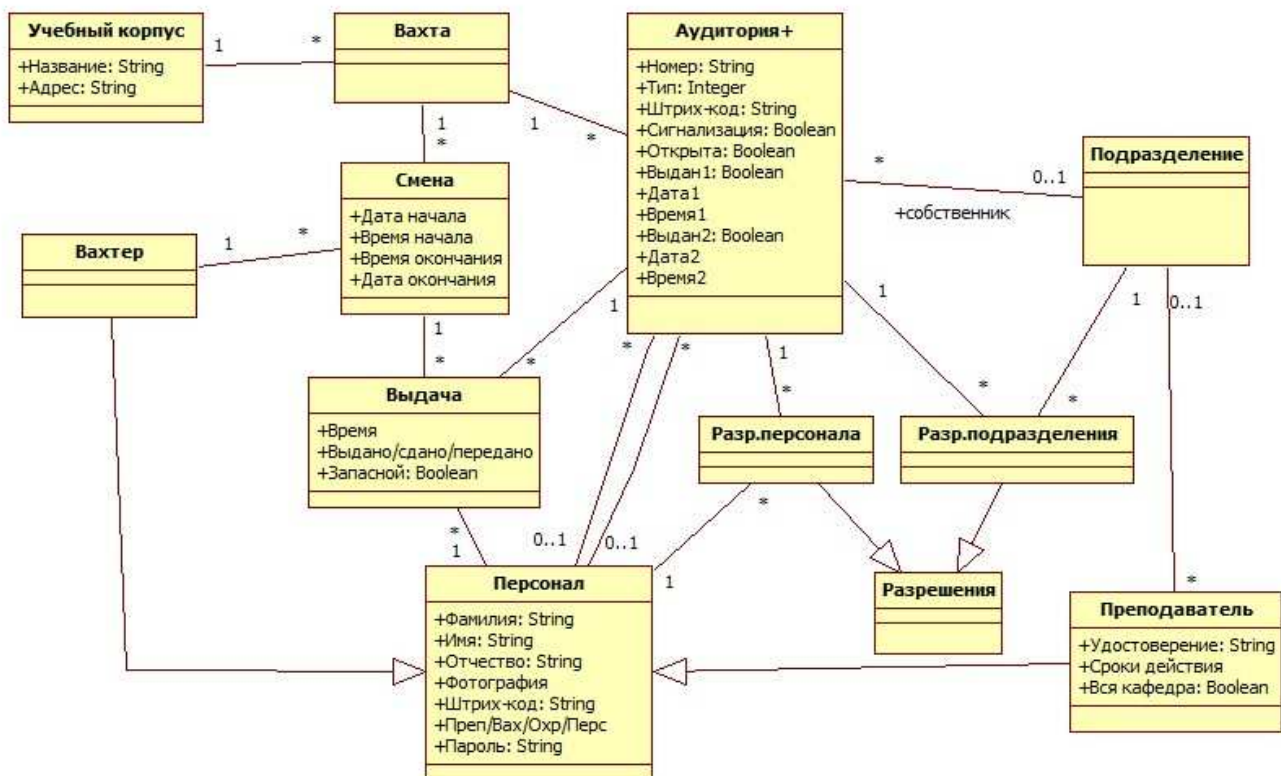 Учебный корпус
+Название: String
+Адрес: String
1
*
Вахта
1
*
1
*
Аудитория+
+Номер: String
+Тип: Integer
+Штрих-код: String
+Сигнализация: Boolean
+Открыта: Boolean
+Выдан1: Boolean
+Дата1
+Время1
+Выдан2: Boolean
+Дата2
+Время2
*
0..1
+собственник
Подразделение
Смена
+Дата начала
+Время начала
+Время окончания
+Дата окончания
Вахтер
1
*
1
*
1
*
*
*
1
*
1
*
1
*
0..1
*
Выдача
+Время
+Выдано/сдано/передано
+Запасной: Boolean
Разр.персонала
Разр.подразделения
*
1
0..1
0..1
*
1
Персонал
+Фамилия: String
+Имя: String
+Отчество: String
+Фотография
+Штрих-код: String
+Преп/Вах/Охр/Перс
+Пароль: String
Разрешения
Преподаватель
+Удостоверение: String
+Сроки действия
+Вся кафедра: Boolean